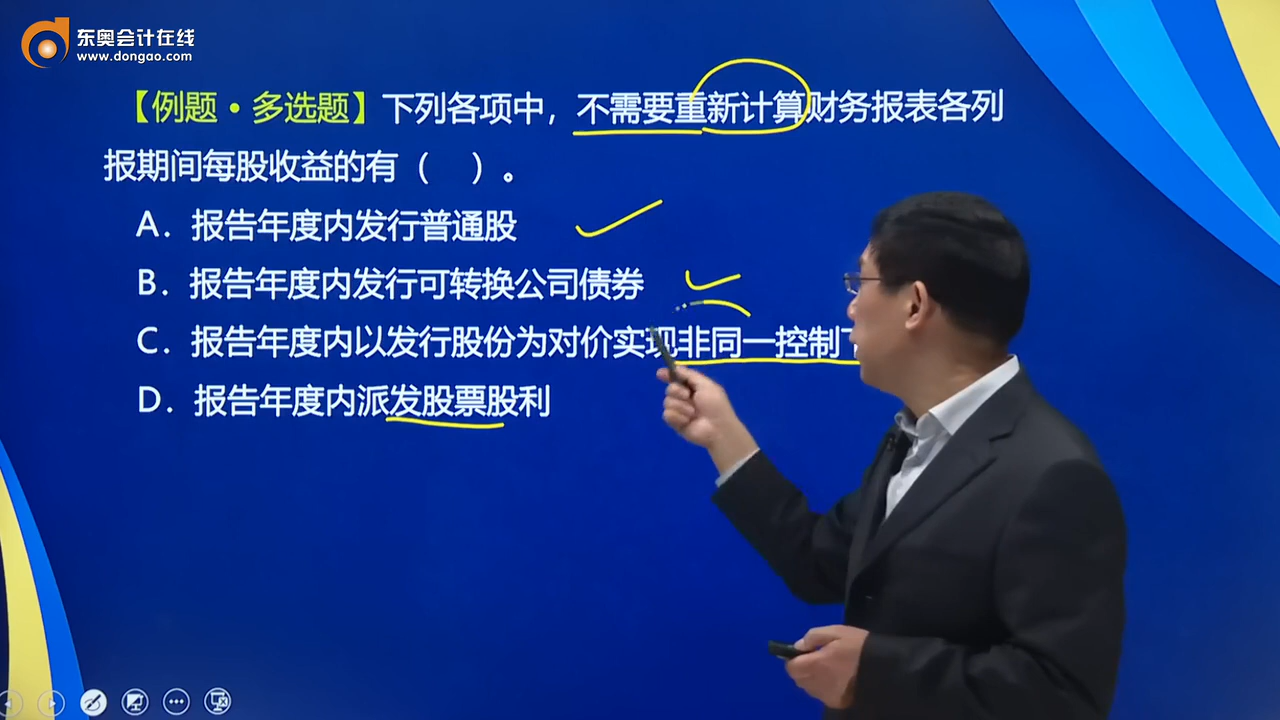 东奥会计在线
www.dongao.com
【例题·多选题】下列各项中，不需要重新计算财务报表各列
报期间每股收益的有（ ）。
A．报告年度内发行普通股
B．报告年度内发行可转换公司债券
C．报告年度内以发行股份为对价实现非同一控制下
D．报告年度内派发股票股利